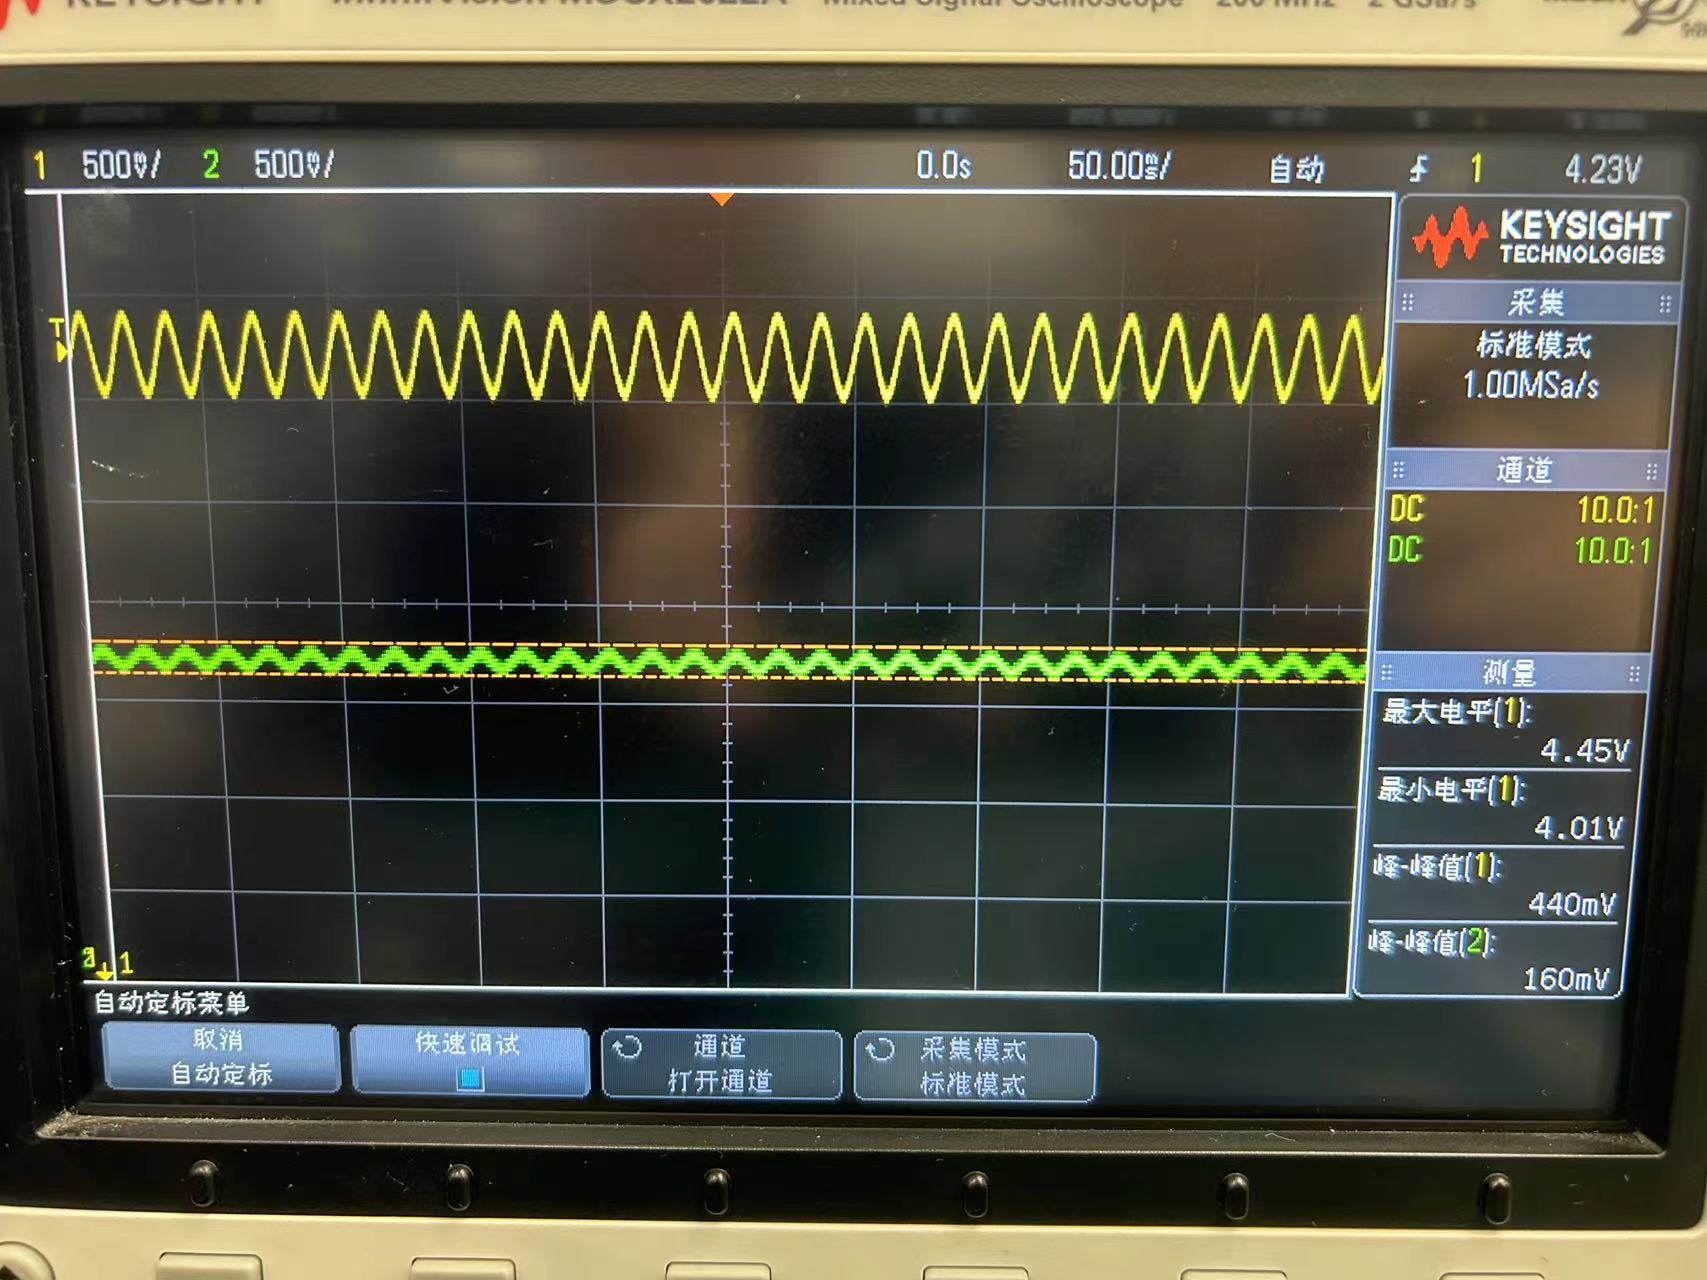 KEYSIGHT InfiniiVision MSOX2022A Mixed Signal Oscilloscope 200 MHz 2 GSa/s
1 500mV/ 2 500mV/ 0.0s 50.00ms/ 自动 1 4.23V
KEYSIGHT
TECHNOLOGIES
采集
标准模式
1.00MSa/s
通道
DC 10.0:1
DC 10.0:1
测量
最大电平(1):
4.45V
最小电平(1):
4.01V
峰-峰值(1):
440mV
峰-峰值(2):
160mV
T
2 1
自动定标菜单
取消
自动定标
快速调试
通道
打开通道
采集模式
标准模式